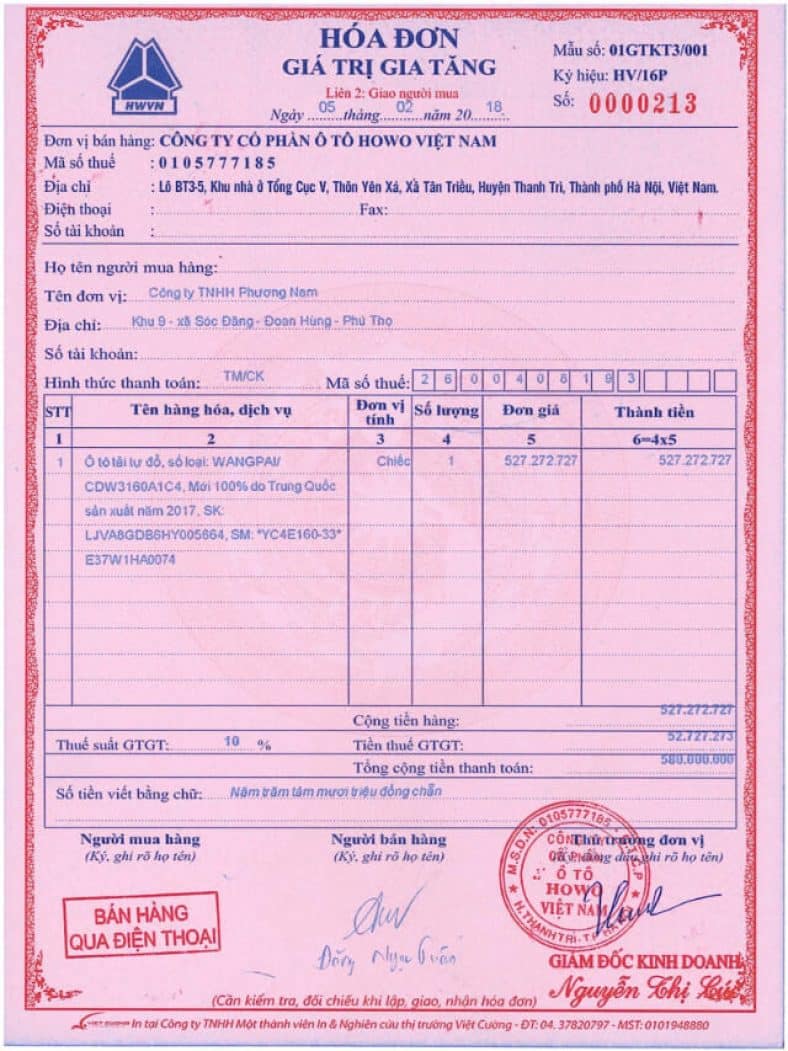 HWVN
HÓA ĐƠN
GIÁ TRỊ GIA TĂNG
Liên 2: Giao người mua
Ngày 05 tháng 02 năm 2018
Mẫu số: 01GTKT3/001
Ký hiệu: HV/16P
Số: 0000213
Đơn vị bán hàng: CÔNG TY CỔ PHẦN Ô TÔ HOWO VIỆT NAM
Mã số thuế : 0105777185
Địa chỉ : Lô BT3-5, Khu nhà ở Tổng Cục V, Thôn Yên Xá, Xã Tân Triều, Huyện Thanh Trì, Thành phố Hà Nội, Việt Nam.
Điện thoại : Fax:
Số tài khoản :
Họ tên người mua hàng:
Tên đơn vị: Công ty TNHH Phương Nam
Địa chỉ: Khu 9 - xã Sóc Đăng - Đoan Hùng - Phú Thọ
Số tài khoản:
Hình thức thanh toán: TM/CK Mã số thuế: 2600408193
STT Tên hàng hóa, dịch vụ Đơn vị tính Số lượng Đơn giá Thành tiền
1 2 3 4 5 6=4x5
1 Ô tô tải tự đổ, số loại: WANGPAI/ Chiếc 1 527.272.727 527.272.727
CDW3160A1C4, Mới 100% do Trung Quốc
sản xuất năm 2017, SK:
LJVA8GDB6HY005664, SM: *YC4E160-33*
E37W1HA0074
Cộng tiền hàng: 527.272.727
Thuế suất GTGT: 10 % Tiền thuế GTGT: 52.727.273
Tổng cộng tiền thanh toán: 580.000.000
Số tiền viết bằng chữ: Năm trăm tám mươi triệu đồng chẵn
Người mua hàng Người bán hàng Thủ trưởng đơn vị
(Ký, ghi rõ họ tên) (Ký, ghi rõ họ tên) (Ký, đóng dấu, ghi rõ họ tên)
M.S.D.N: 0105777185 - C.T.C.P
CÔNG TY
CỔ PHẦN
Ô TÔ
HOWO
VIỆT NAM
H.THANH TRÌ - TP
BÁN HÀNG
QUA ĐIỆN THOẠI
Đặng
GIÁM ĐỐC KINH DOANH
Nguyễn Thị
(Cần kiểm tra, đối chiếu khi lập, giao, nhận hóa đơn)
In tại Công ty TNHH Một thành viên In & Nghiên cứu thị trường Việt Cường - ĐT: 04. 37820797 - MST: 0101948880